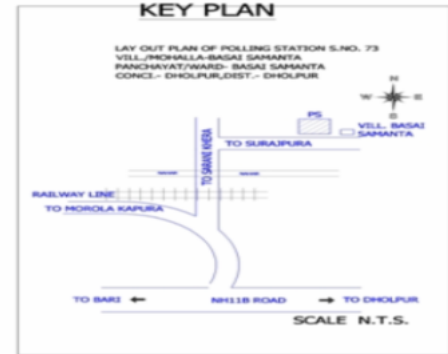 KEY PLAN
LAY OUT PLAN OF POLLING STATION S.NO. 73
VILL./MOHALLA-BASAI SAMANTA
PANCHAYAT/WARD- BASAI SAMANTA
CONCI.- DHOLPUR,DIST.- DHOLPUR
N
W E
S
PS
VILL. BASAI
SAMANTA
TO SURAJPURA
TO SARANI KHERA
RAILWAY LINE
TO MOROLA KAPURA
TO BARI
NH11B ROAD
TO DHOLPUR
SCALE N.T.S.